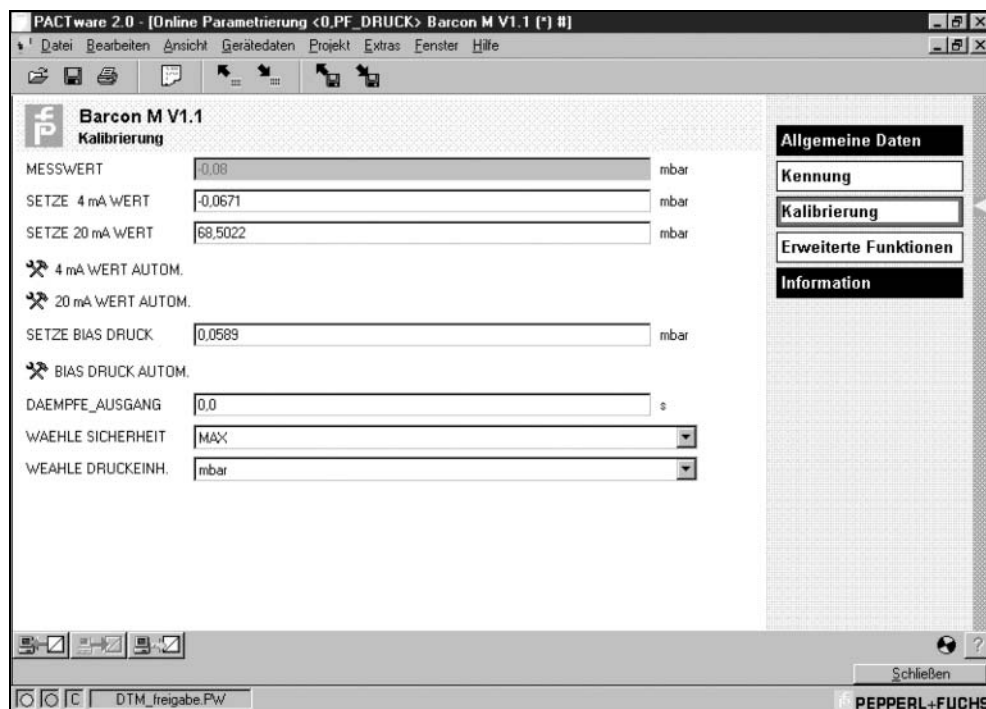 PACTware 2.0 - [Online Parametrierung <0,PF_DRUCK> Barcon M V1.1 (*) #]
Datei Bearbeiten Ansicht Gerätedaten Projekt Extras Fenster Hilfe
Barcon M V1.1
Kalibrierung
MESSWERT -0,08 mbar
SETZE 4 mA WERT -0,0671 mbar
SETZE 20 mA WERT 68,5022 mbar
4 mA WERT AUTOM.
20 mA WERT AUTOM.
SETZE BIAS DRUCK 0,0589 mbar
BIAS DRUCK AUTOM.
DAEMPFE_AUSGANG 0,0 s
WAEHLE SICHERHEIT MAX
WEAHLE DRUCKEINH. mbar
Allgemeine Daten
Kennung
Kalibrierung
Erweiterte Funktionen
Information
?
Schließen
C DTM_freigabe.PW
PEPPERL+FUCHS